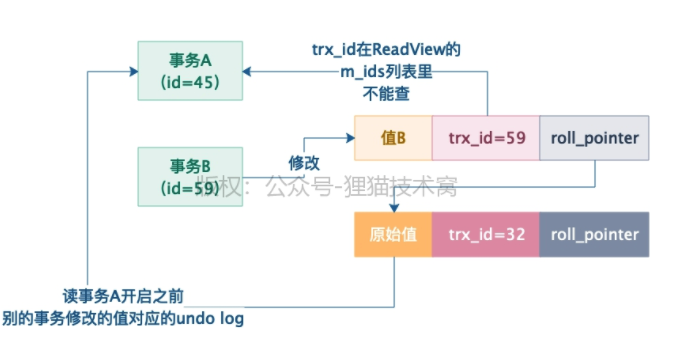 事务A
（id=45）
trx_id在ReadView的
m_ids列表里
不能查
事务B
（id=59）
修改
值B
trx_id=59
roll_pointer
版权：公众号-狸猫技术窝
原始值
trx_id=32
roll_pointer
读事务A开启之前
别的事务修改的值对应的undo log